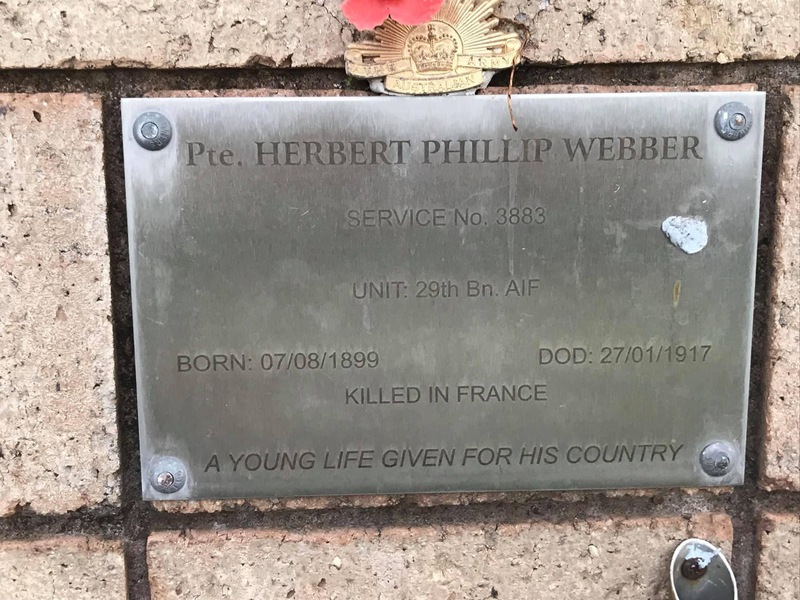 Pte. HERBERT PHILLIP WEBBER
SERVICE No. 3883
UNIT: 29th Bn. AIF
BORN: 07/08/1899 DOD: 27/01/1917
KILLED IN FRANCE
A YOUNG LIFE GIVEN FOR HIS COUNTRY